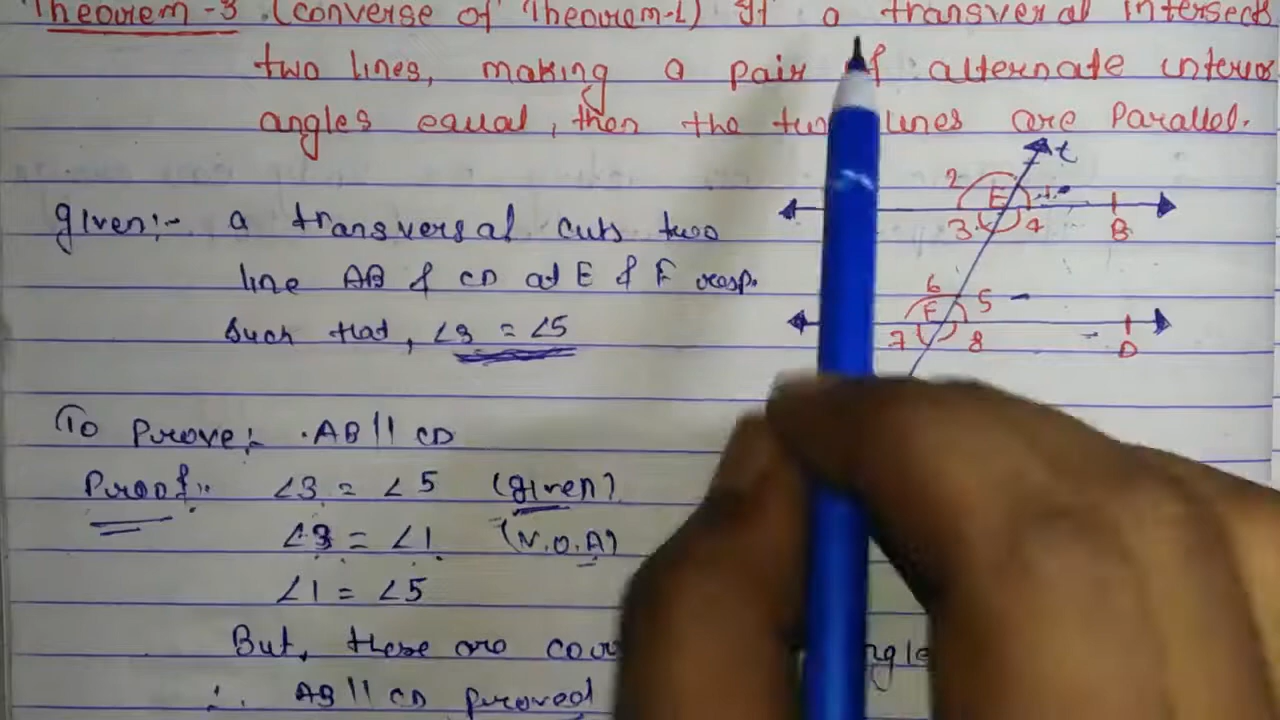 Theorem-3 (converse of Theorem-1) If a transveral intersects
two lines, making a pair of alternate interior
angles equal, then the two lines are Parallel.
t
2 E 1
given:- a transversal cuts two
3 4 B
line AB & CD at E & F resp.
6 5
such that, ∠3 = ∠5
F
7 8 D
To Prove:- AB || CD
Proof:- ∠3 = ∠5 (given)
∠3 = ∠1 (V.O.A)
∠1 = ∠5
But, these are
∴ AB || CD proved